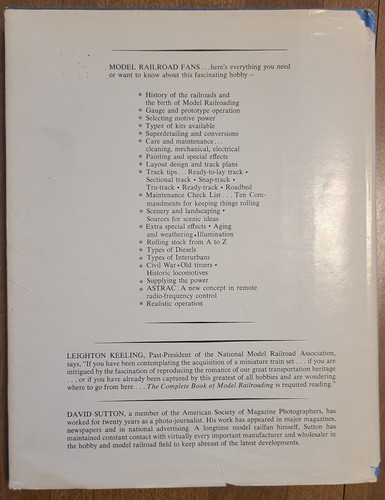 MODEL RAILROAD FANS . . . here's everything you need
or want to know about this fascinating hobby—
* History of the railroads and
the birth of Model Railroading
* Gauge and prototype operation
* Selecting motive power
* Types of kits available
* Superdetailing and conversions
* Care and maintenance . . .
cleaning, mechanical, electrical
* Painting and special effects
* Layout design and track plans
* Track tips . . . Ready-to-lay track •
Sectional track • Snap-track •
Tru-track • Ready-track • Roadbed
* Maintenance Check List . . . Ten Com-
mandments for keeping things rolling
* Scenery and landscaping •
Sources for scenic ideas
* Extra special effects • Aging
and weathering • Illumination
* Rolling stock from A to Z
* Types of Diesels
* Types of Interurbans
* Civil War • Old timers •
Historic locomotives
* Supplying the power
* ASTRAC: A new concept in remote
radio-frequency control
* Realistic operation
LEIGHTON KEELING, Past-President of the National Model Railroad Association,
says, "If you have been contemplating the acquisition of a miniature train set . . . if you are
intrigued by the fascination of reproducing the romance of our great transportation heritage
. . . or if you have already been captured by this greatest of all hobbies and are wondering
where to go from here . . . The Complete Book of Model Railroading is required reading."
DAVID SUTTON, a member of the American Society of Magazine Photographers, has
worked for twenty years as a photo-journalist. His work has appeared in major magazines,
newspapers and in national advertising. A longtime model railfan himself, Sutton has
maintained constant contact with virtually every important manufacturer and wholesaler in
the hobby and model railroad field to keep abreast of the latest developments.